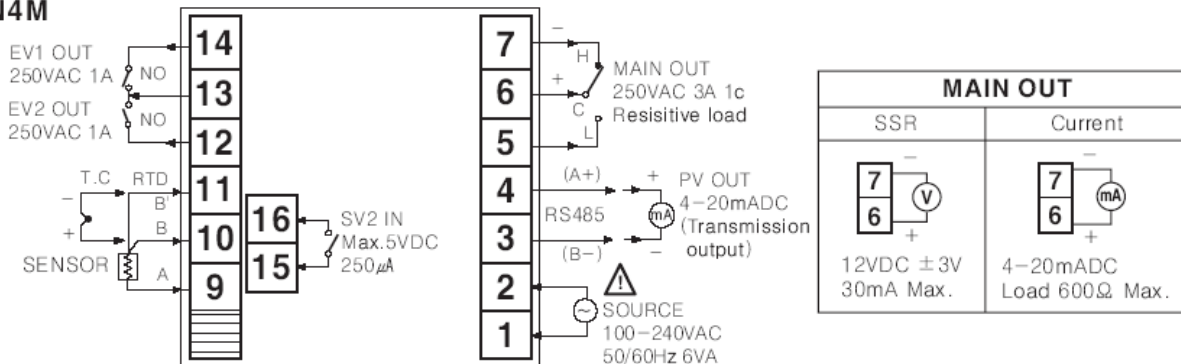 EV1 OUT
250VAC 1A
NO
EV2 OUT
250VAC 1A
NO
14
13
12
11
10
9
T.C
RTD
−
+
B'
B
A
SENSOR
16
15
SV2 IN
Max.5VDC
250㎂
7
6
5
4
3
2
1
−
H
+
C
L
MAIN OUT
250VAC 3A 1c
Resisitive load
(A+)
RS485
(B−)
+
mA
−
PV OUT
4−20mADC
(Transmission
output)
!
~
SOURCE
100−240VAC
50/60Hz 6VA
MAIN OUT
SSR
Current
−
7
6
V
+
12VDC ±3V
30mA Max.
−
7
6
mA
+
4−20mADC
Load 600Ω Max.